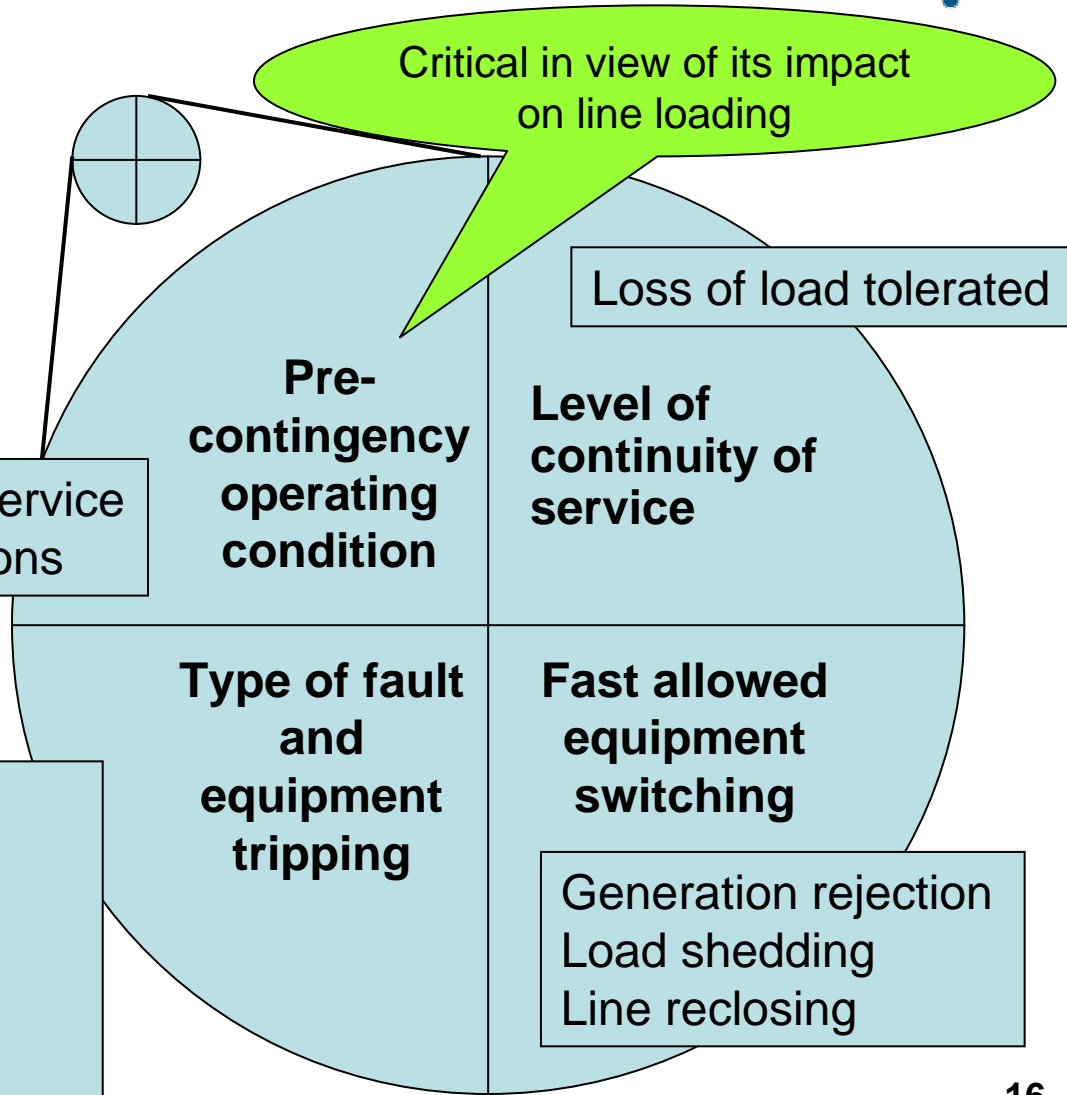 Critical in view of its impact
on line loading
Loss of load tolerated
Pre-
contingency
operating
condition
Level of
continuity of
service
Type of fault
and
equipment
tripping
Fast allowed
equipment
switching
Generation rejection
Load shedding
Line reclosing
16